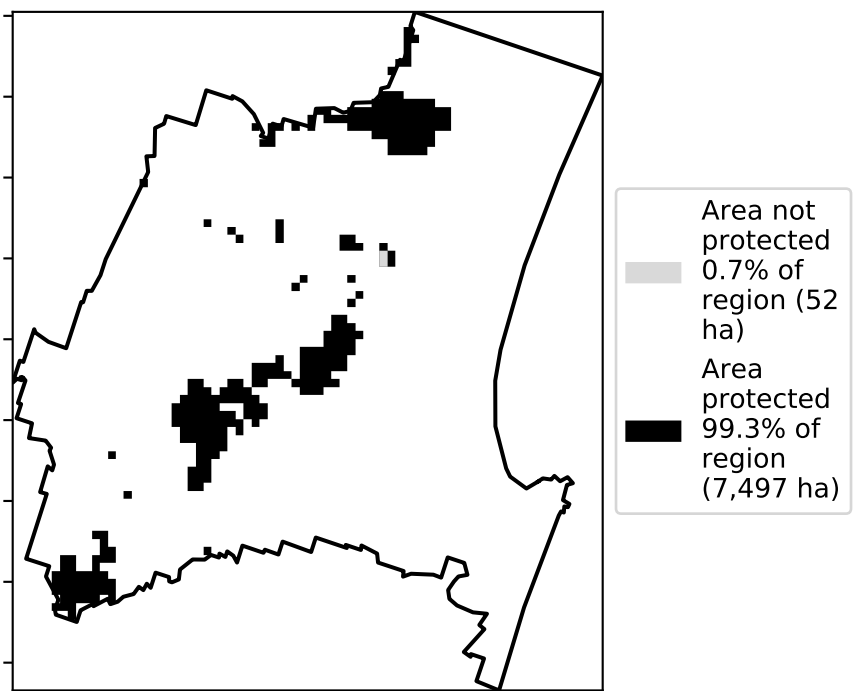 Area not
protected
0.7% of
region (52
ha)
Area
protected
99.3% of
region
(7,497 ha)